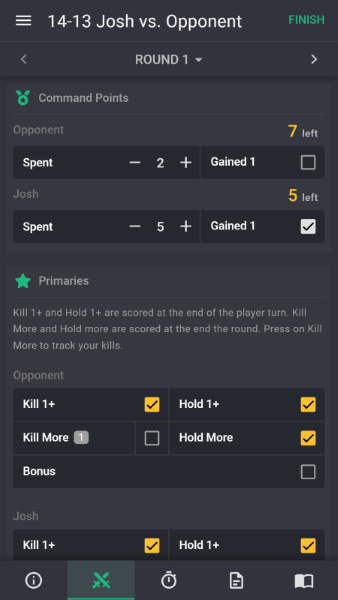 14-13 Josh vs. Opponent FINISH
ROUND 1
Command Points
Opponent 7 left
Spent 2 Gained 1
Josh 5 left
Spent 5 Gained 1
Primaries
Kill 1+ and Hold 1+ are scored at the end of the player turn. Kill
More and Hold more are scored at the end the round. Press on Kill
More to track your kills.
Opponent
Kill 1+ Hold 1+
Kill More 1 Hold More
Bonus
Josh
Kill 1+ Hold 1+